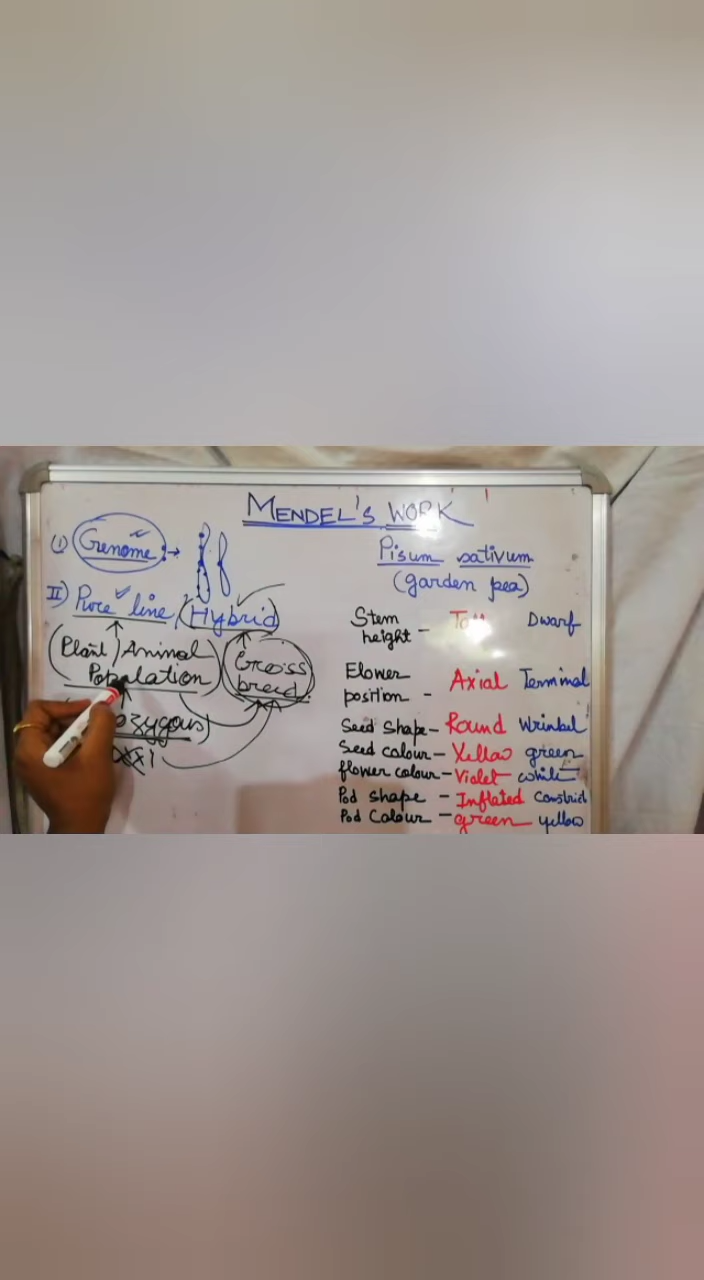 MENDEL'S WORK
I) Genome
II) Pure line, (Hybrid)
(Plant / Animal
Population)
Cross
breed
Pisum sativum
(garden pea)
Stem
height - Dwarf
Flower
position - Axial Terminal
Seed shape - Round Wrinkel
Seed colour - Yellow green
flower colour - Violet white
Pod shape - Inflated Constrid
Pod Colour - green yellow